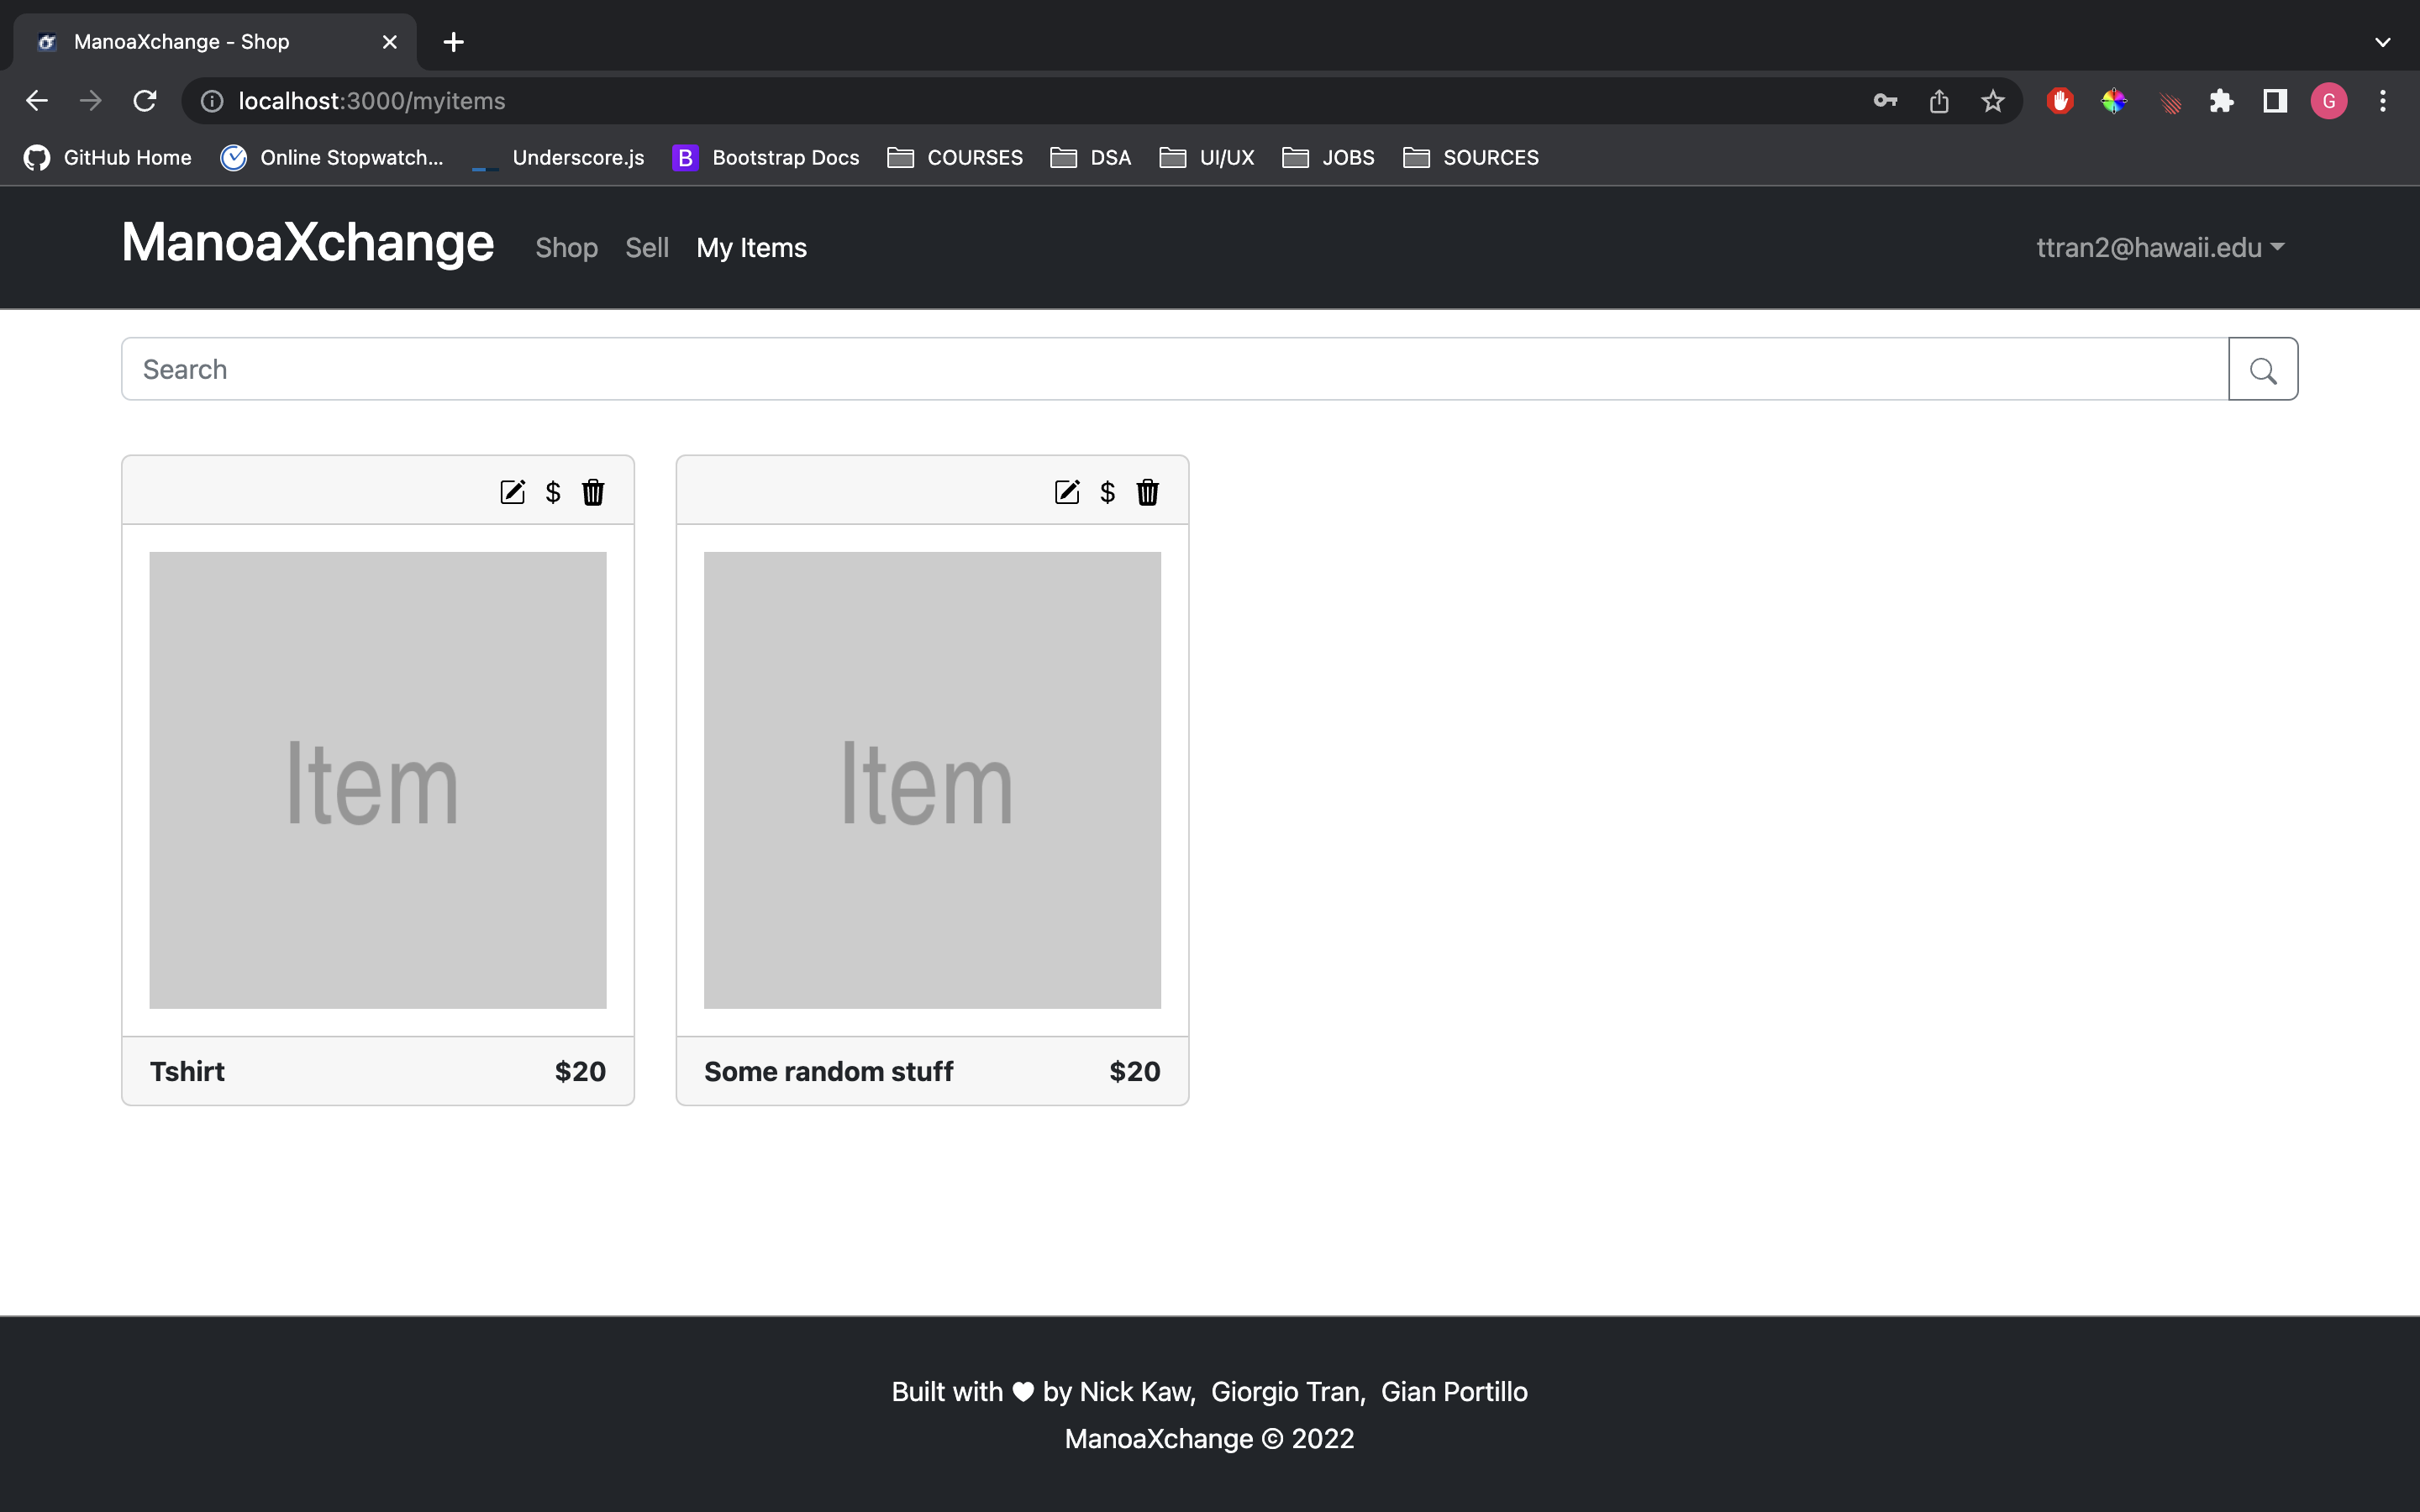 ManoaXchange - Shop
localhost:3000/myitems
G
GitHub Home Online Stopwatch... Underscore.js B Bootstrap Docs COURSES DSA UI/UX JOBS SOURCES
ManoaXchange Shop Sell My Items ttran2@hawaii.edu
Search
$ $
Item Item
Tshirt $20 Some random stuff $20
Built with ♥ by Nick Kaw, Giorgio Tran, Gian Portillo
ManoaXchange © 2022